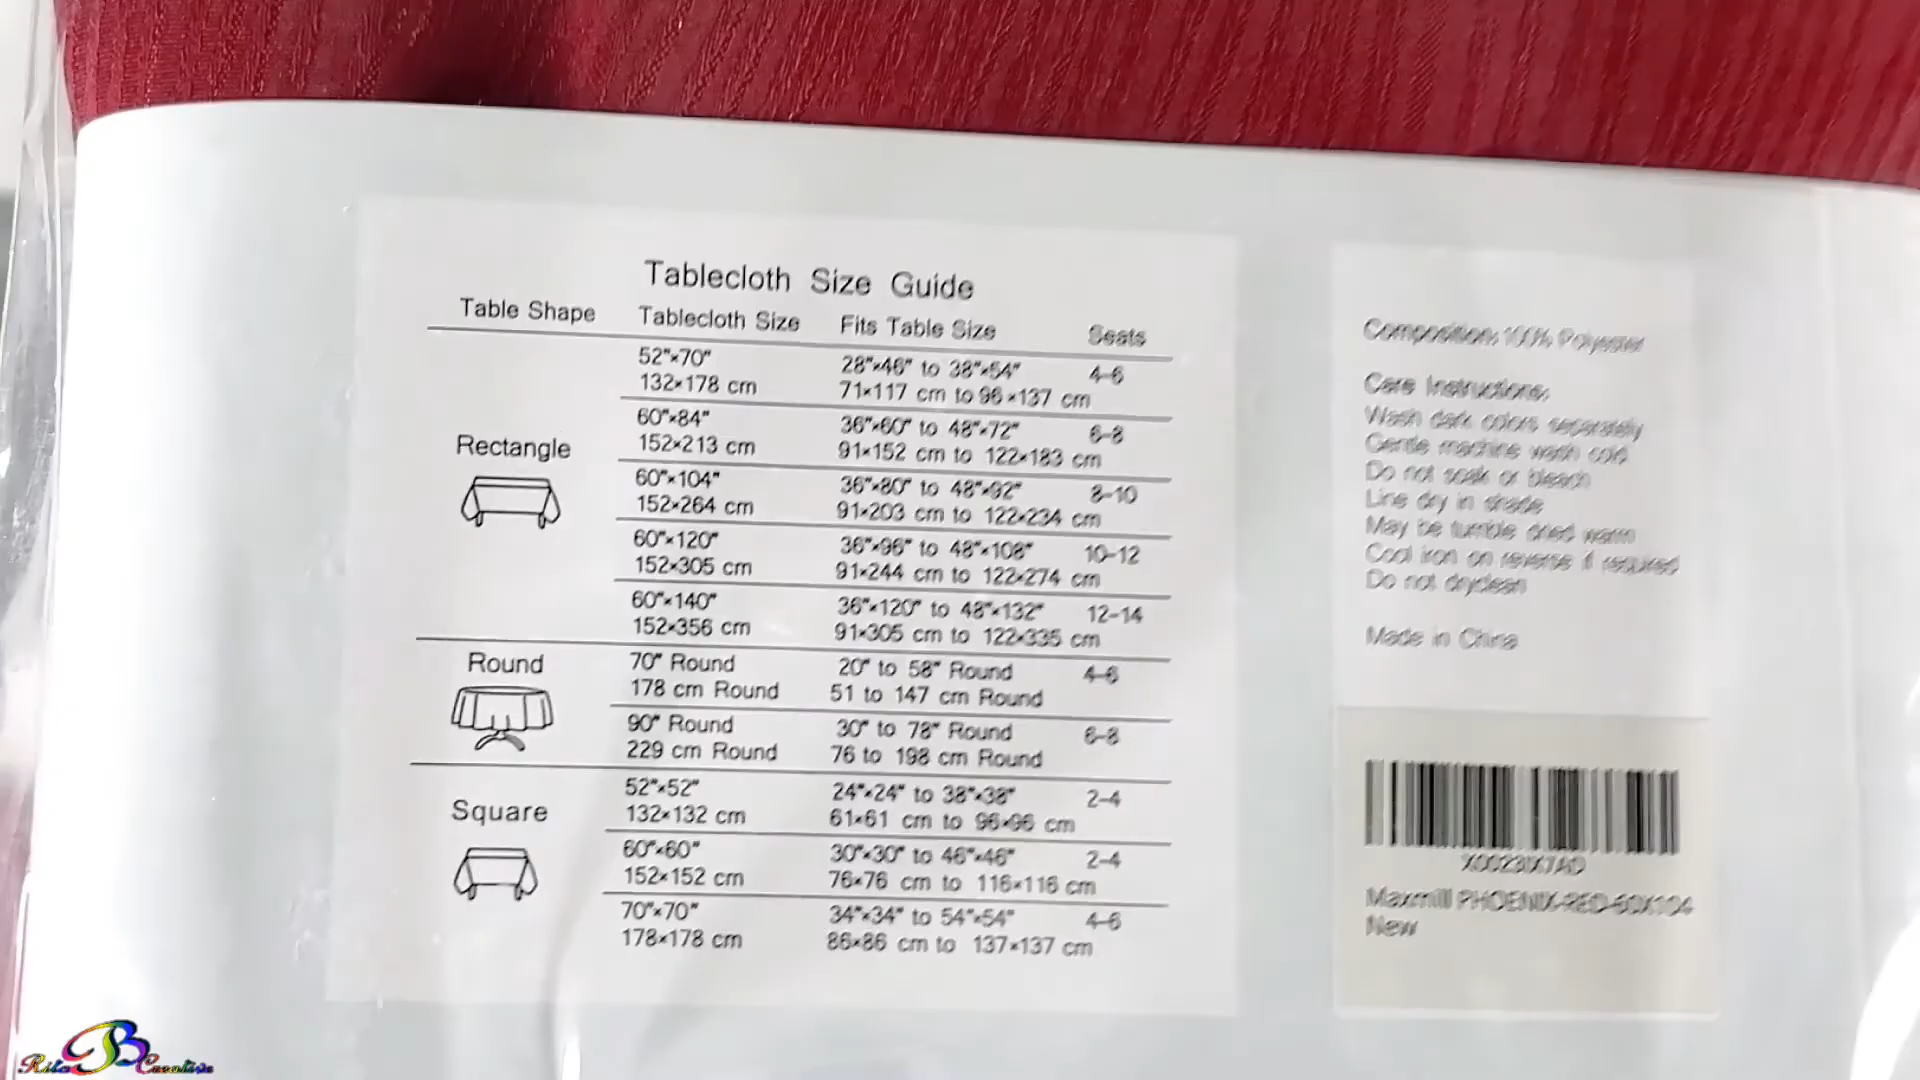 Tablecloth Size Guide
Table Shape Tablecloth Size Fits Table Size Seats
Rectangle
52"×70" 28"×46" to 38"×54" 4-6
132×178 cm 71×117 cm to 96×137 cm
60"×84" 36"×60" to 48"×72" 6-8
152×213 cm 91×152 cm to 122×183 cm
60"×104" 36"×80" to 48"×92" 8-10
152×264 cm 91×203 cm to 122×234 cm
60"×120" 36"×96" to 48"×108" 10-12
152×305 cm 91×244 cm to 122×274 cm
60"×140" 36"×120" to 48"×132" 12-14
152×356 cm 91×305 cm to 122×335 cm
Round
70" Round 20" to 58" Round 4-6
178 cm Round 51 to 147 cm Round
90" Round 30" to 78" Round 6-8
229 cm Round 76 to 198 cm Round
Square
52"×52" 24"×24" to 38"×38" 2-4
132×132 cm 61×61 cm to 96×96 cm
60"×60" 30"×30" to 46"×46" 2-4
152×152 cm 76×76 cm to 116×116 cm
70"×70" 34"×34" to 54"×54" 4-6
178×178 cm 86×86 cm to 137×137 cm
Composition: 100% Polyester
Care Instructions:
Wash dark colors separately
Gentle machine wash cold
Do not soak or bleach
Line dry in shade
May be tumble dried warm
Cool iron on reverse if required
Do not dryclean
Made in China
Maxmill PHOENIX-RED-60X104
New
Creative